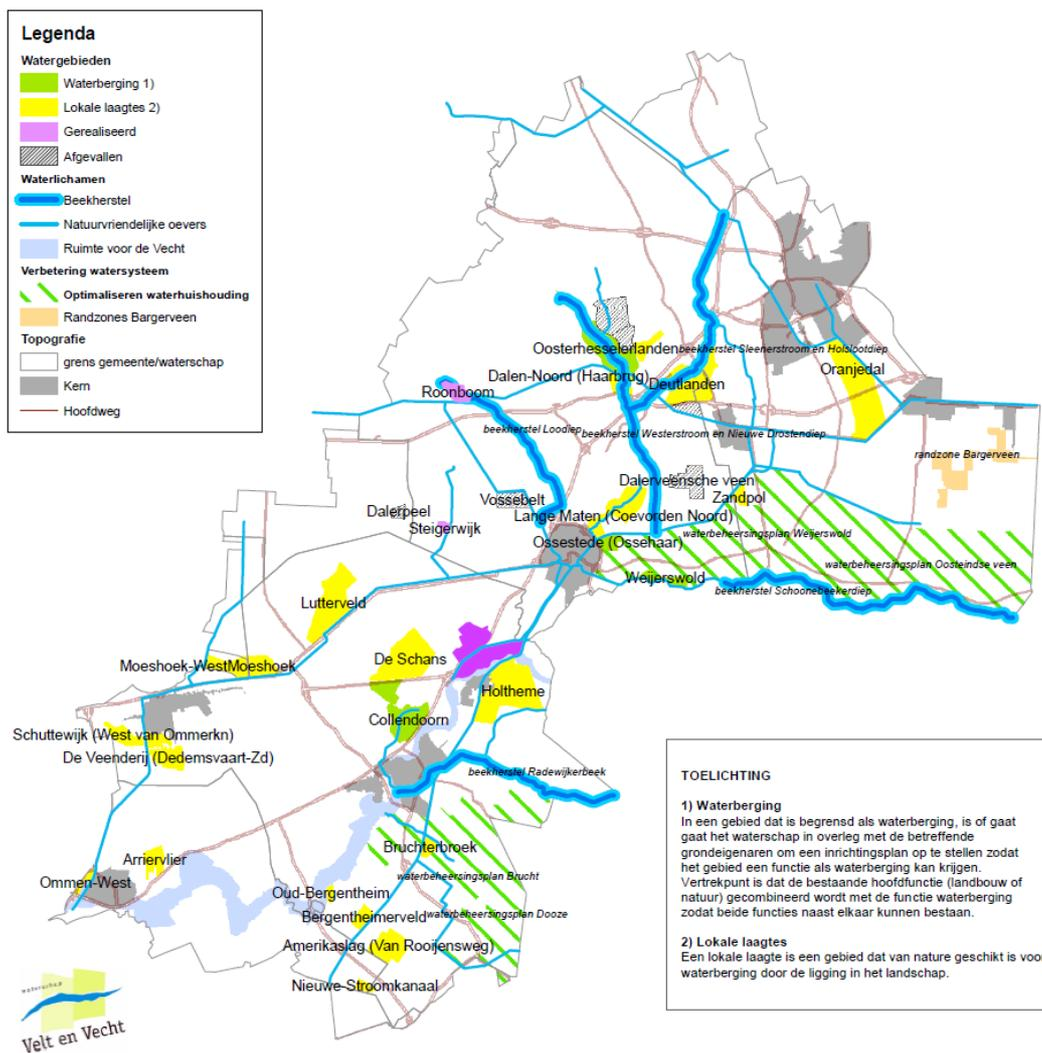 Legenda
Watergebieden
Waterberging 1)
Lokale laagtes 2)
Gerealiseerd
Afgevallen
Waterlichamen
Beekherstel
Natuurvriendelijke oevers
Ruimte voor de Vecht
Verbetering watersysteem
Optimaliseren waterhuishouding
Randzones Bargerveen
Topografie
grens gemeente/waterschap
Kern
Hoofdweg
Oosterhesselerlanden
beekherstel Sleenerstroom en Holslootdiep
Oranjedal
Dalen-Noord (Haarbrug)
Deutlanden
Roonboom
beekherstel Loodiep
beekherstel Westerstroom en Nieuwe Drostendiep
randzone Bargerveen
Dalerveensche veen
Zandpol
Vossebelt
Dalerpeel
Steigerwijk
Lange Maten (Coevorden Noord)
waterbeheersingsplan Weijerswold
Ossestede (Ossehaar)
waterbeheersingsplan Oosteindse veen
Weijerswold
beekherstel Schoonebeekerdiep
Lutterveld
De Schans
Moeshoek-West
Moeshoek
Holtheme
Collendoorn
Schuttewijk (West van Ommerkn)
De Veenderij (Dedemsvaart-Zd)
beekherstel Radewijkerbeek
Bruchterbroek
Arriervlier
waterbeheersingsplan Brucht
Ommen-West
Oud-Bergentheim
Bergentheimerveld
waterbeheersingsplan Dooze
Amerikaslag (Van Rooijensweg)
Nieuwe-Stroomkanaal
TOELICHTING
1) Waterberging
In een gebied dat is begrensd als waterberging, is of gaat
gaat het waterschap in overleg met de betreffende
grondeigenaren om een inrichtingsplan op te stellen zodat
het gebied een functie als waterberging kan krijgen.
Vertrekpunt is dat de bestaande hoofdfunctie (landbouw of
natuur) gecombineerd wordt met de functie waterberging
zodat beide functies naast elkaar kunnen bestaan.
2) Lokale laagtes
Een lokale laagte is een gebied dat van nature geschikt is voor
waterberging door de ligging in het landschap.
waterschap
Velt en Vecht